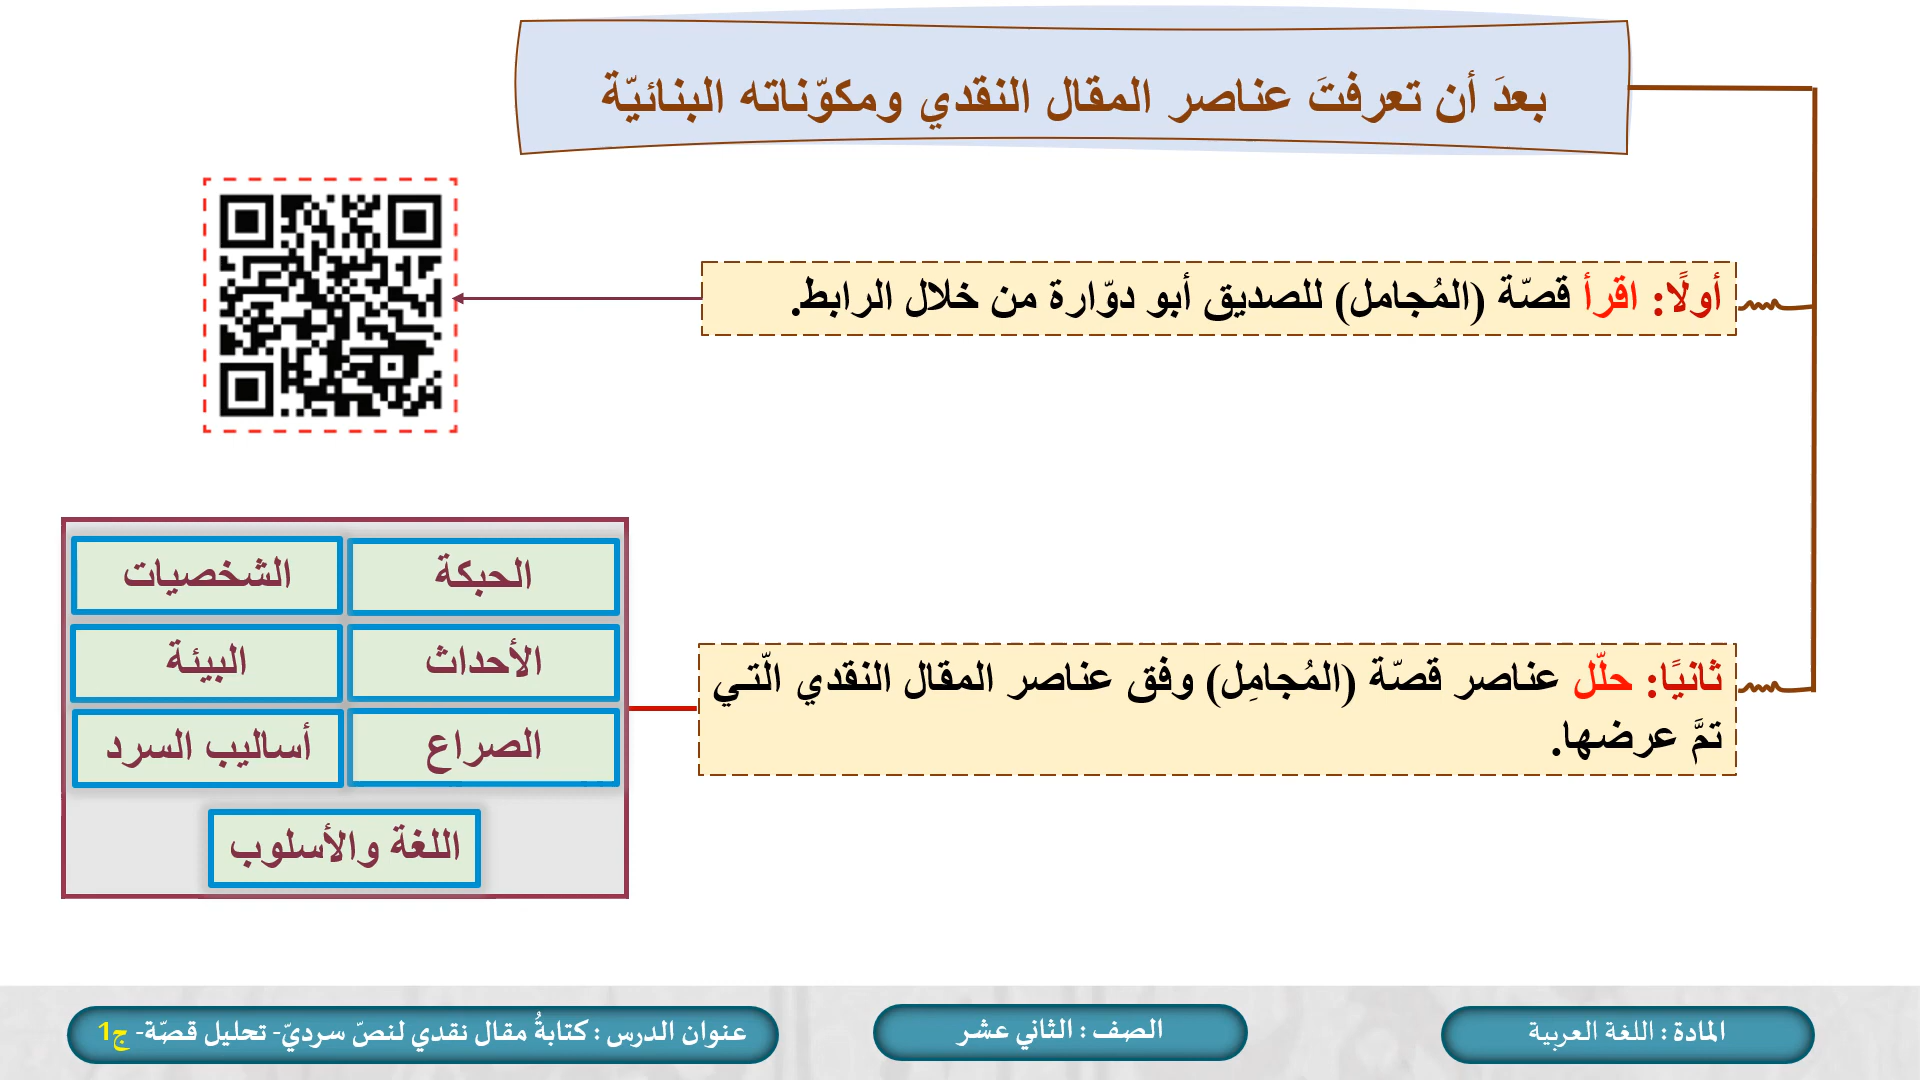 بعدَ أن تعرفتَ عناصر المقال النقدي ومكوّناته البنائيّة
أولًا: اقرأ قصّة (المُجامل) للصديق أبو دوّارة من خلال الرابط.
ثانيًا: حلّل عناصر قصّة (المُجامِل) وفق عناصر المقال النقدي الّتي
تمَّ عرضها.
الحبكة
الشخصيات
الأحداث
البيئة
الصراع
أساليب السرد
اللغة والأسلوب
المادة : اللغة العربية
الصف : الثاني عشر
عنوان الدرس : كتابةُ مقال نقدي لنصّ سرديّ- تحليل قصّة- ج1